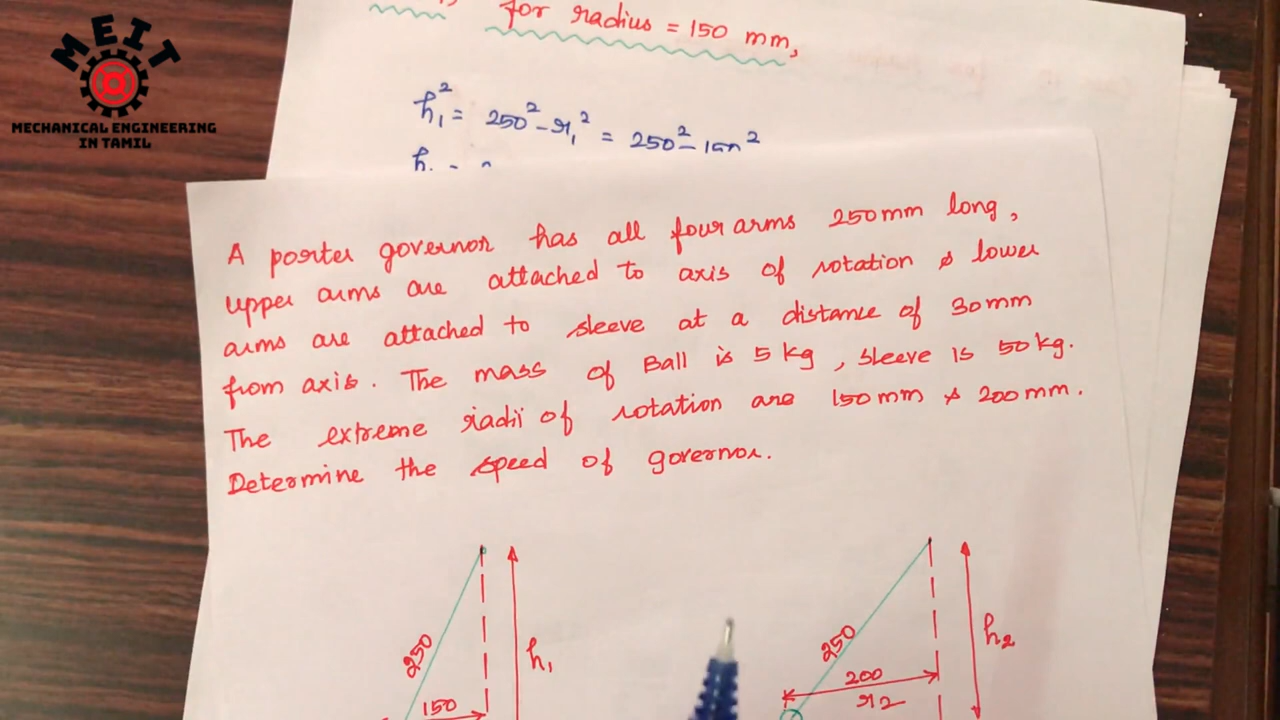 MEIT
MECHANICAL ENGINEERING
IN TAMIL
for radius = 150 mm,
h₁² = 250² - r₁² = 250² - 150²
A porter governor has all four arms 250mm long,
upper arms are attached to axis of rotation & lower
arms are attached to sleeve at a distance of 30mm
from axis. The mass of Ball is 5 kg, sleeve is 50kg.
The extreme radii of rotation are 150mm & 200mm.
Determine the speed of governor.
250
h₁
150
250
h₂
200
r₂